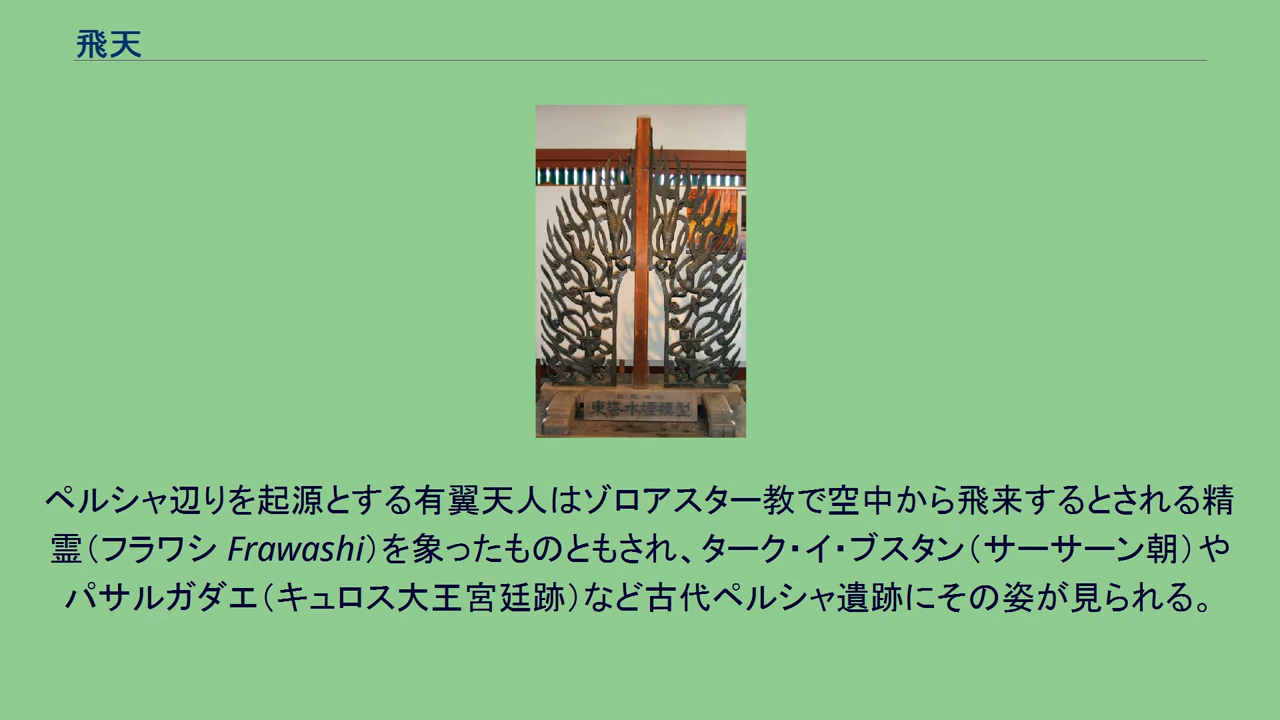 飛天
東塔水煙模型
ペルシャ辺りを起源とする有翼天人はゾロアスター教で空中から飛来するとされる精
霊（フラワシ Frawashi）を象ったものともされ、ターク・イ・ブスタン（サーサーン朝）や
パサルガダエ（キュロス大王宮廷跡）など古代ペルシャ遺跡にその姿が見られる。